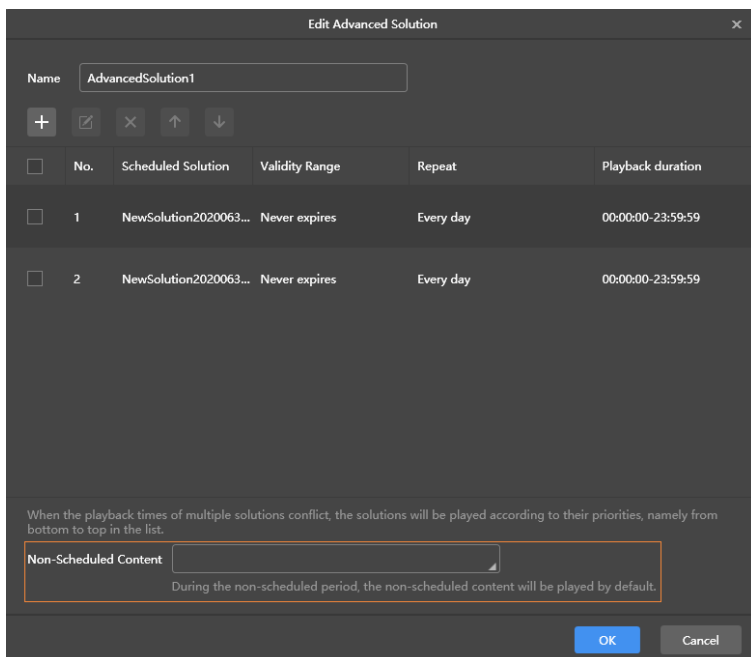 Edit Advanced Solution
Name AdvancedSolution1
No. Scheduled Solution Validity Range Repeat Playback duration
1 NewSolution2020063... Never expires Every day 00:00:00-23:59:59
2 NewSolution2020063... Never expires Every day 00:00:00-23:59:59
When the playback times of multiple solutions conflict, the solutions will be played according to their priorities, namely from
bottom to top in the list.
Non-Scheduled Content
During the non-scheduled period, the non-scheduled content will be played by default.
OK Cancel